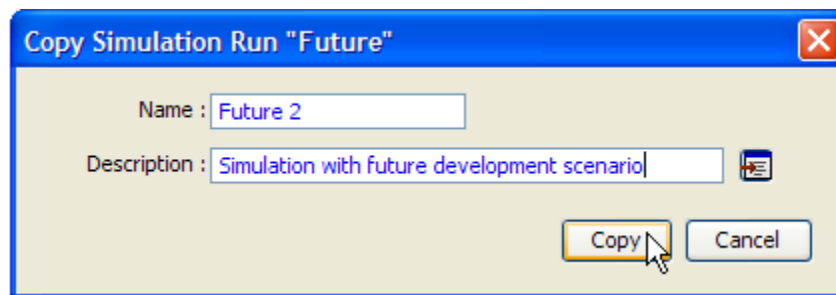 Copy Simulation Run "Future"
Name : Future 2
Description : Simulation with future development scenario
Copy Cancel